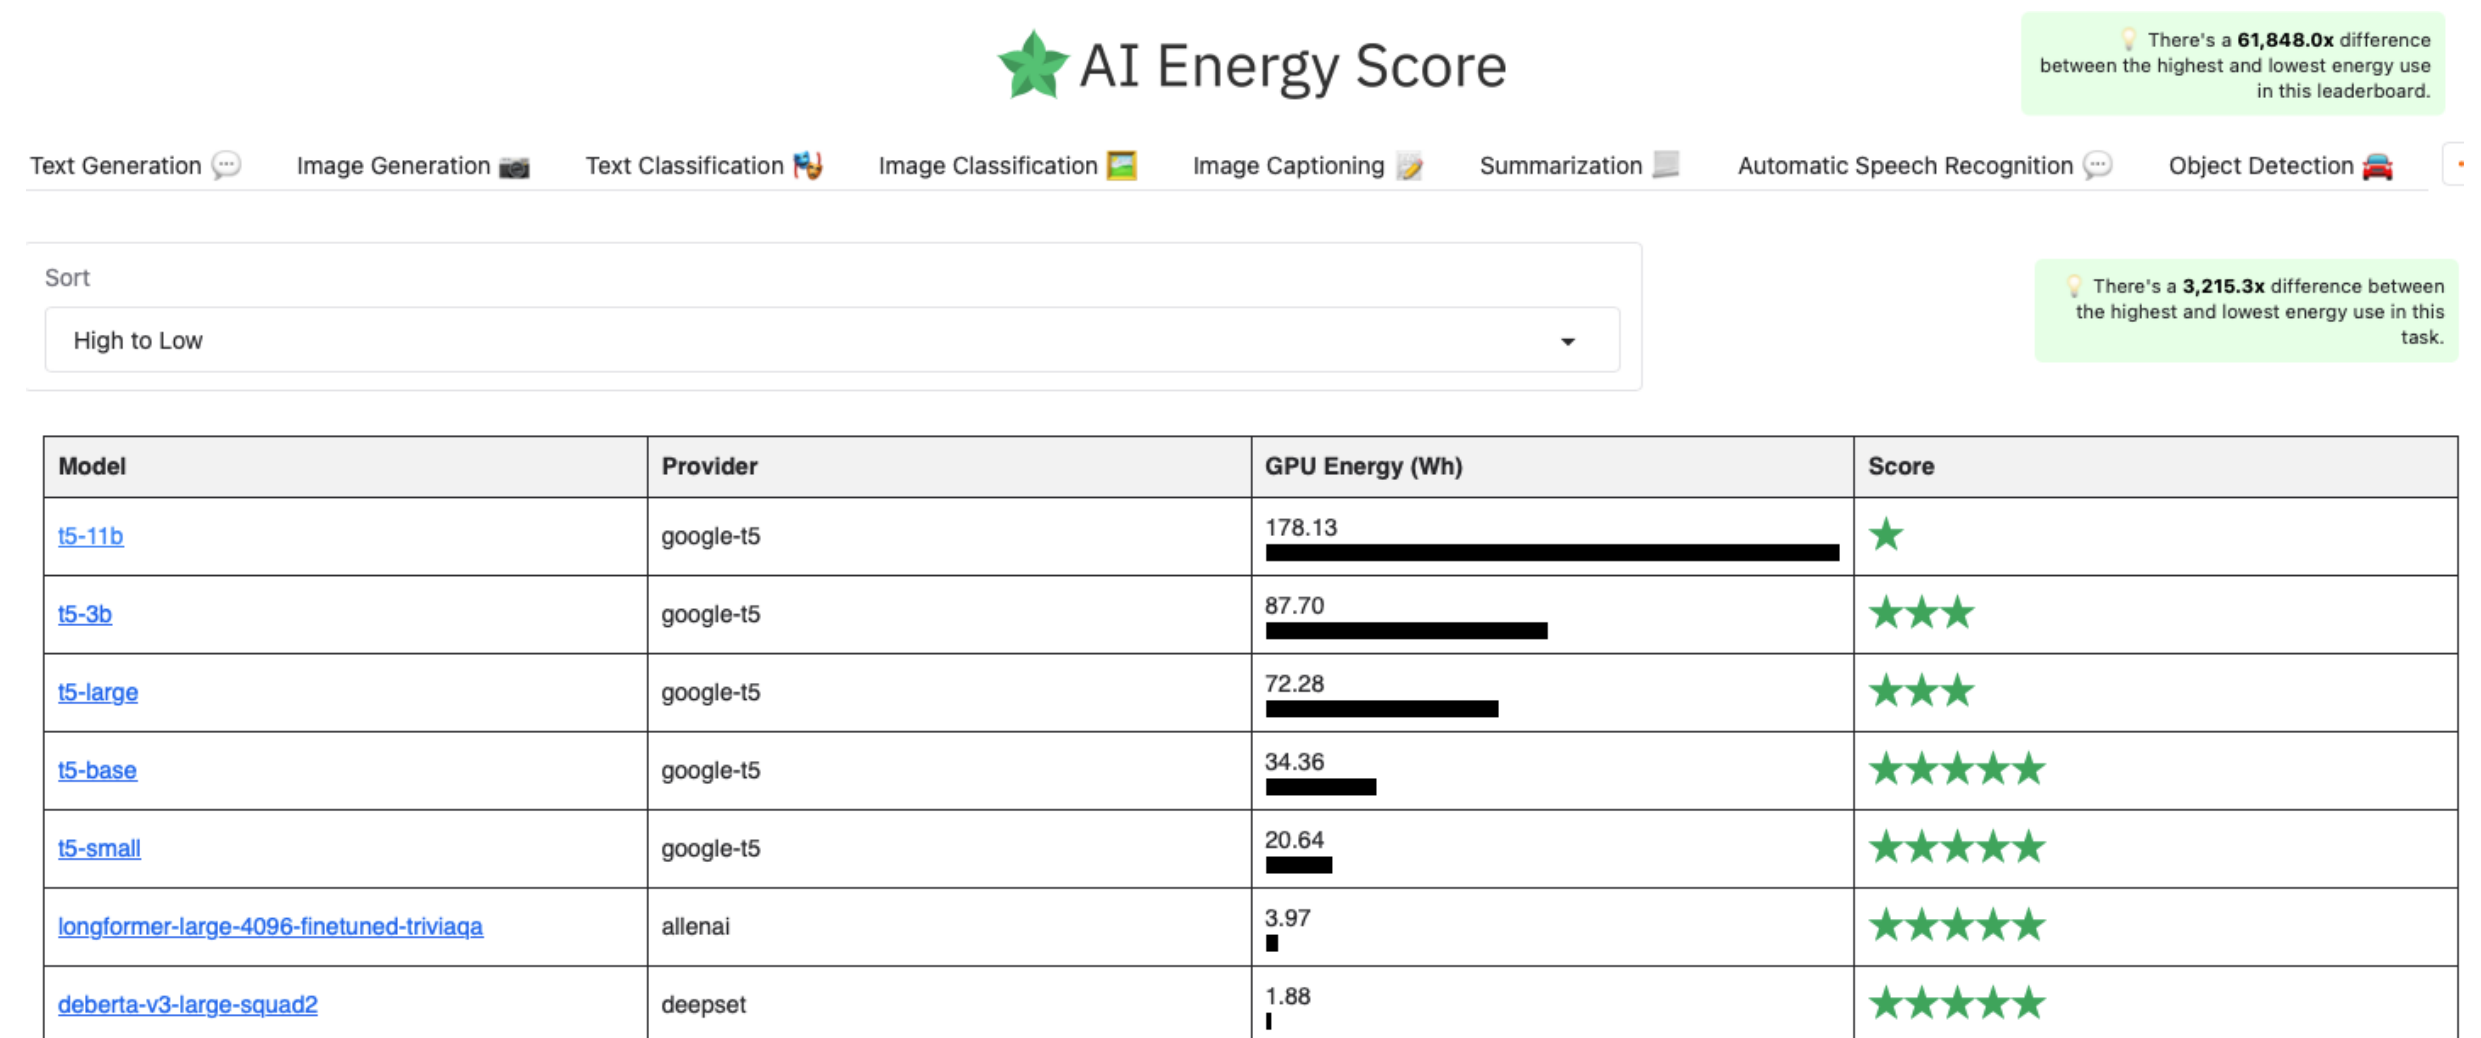 AI Energy Score
💡 There's a 61,848.0x difference
between the highest and lowest energy use
in this leaderboard.
Text Generation 💬 Image Generation 📷 Text Classification 🎭 Image Classification 🖼️ Image Captioning 📝 Summarization 📃 Automatic Speech Recognition 💬 Object Detection 🚘
Sort
High to Low
💡 There's a 3,215.3x difference between
the highest and lowest energy use in this
task.
Model Provider GPU Energy (Wh) Score
t5-11b google-t5 178.13 ★
t5-3b google-t5 87.70 ★★★
t5-large google-t5 72.28 ★★★
t5-base google-t5 34.36 ★★★★★
t5-small google-t5 20.64 ★★★★★
longformer-large-4096-finetuned-triviaqa allenai 3.97 ★★★★★
deberta-v3-large-squad2 deepset 1.88 ★★★★★